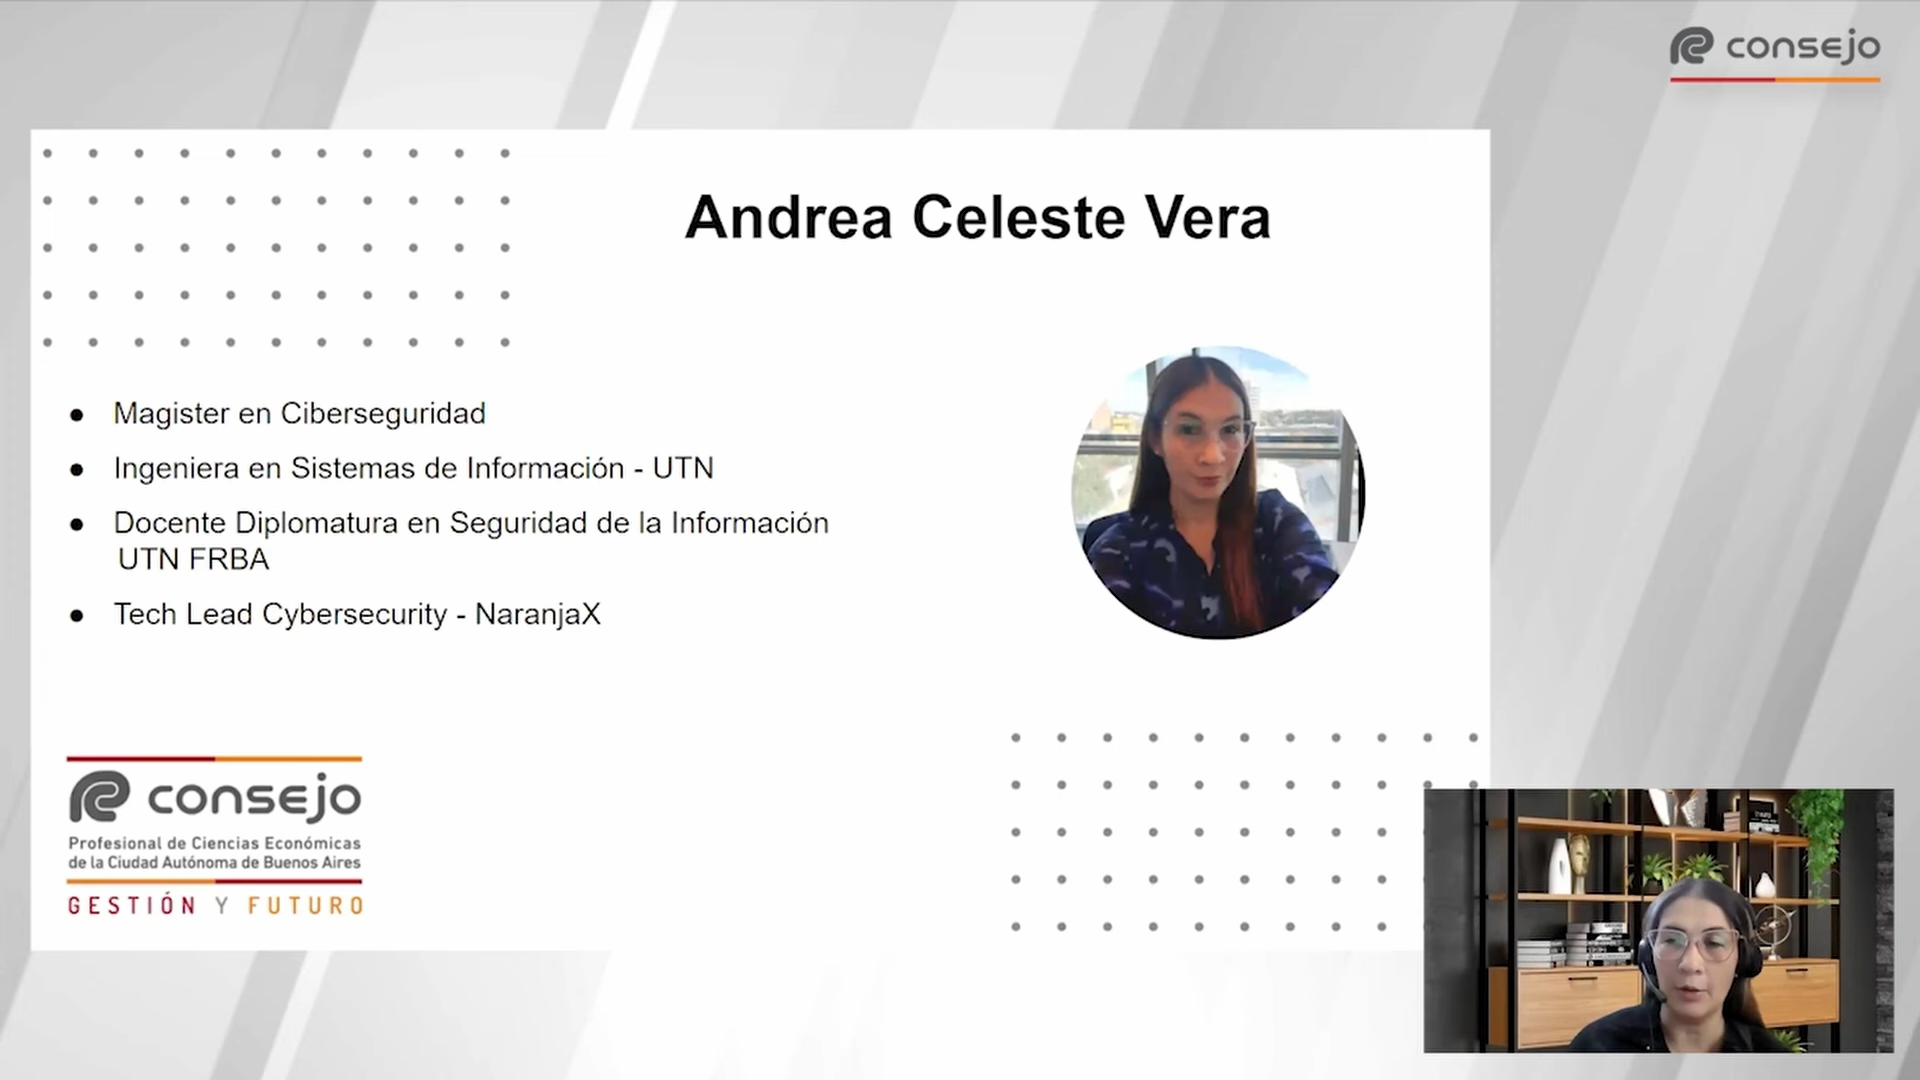 consejo
Andrea Celeste Vera
● Magister en Ciberseguridad
● Ingeniera en Sistemas de Información - UTN
● Docente Diplomatura en Seguridad de la Información
UTN FRBA
● Tech Lead Cybersecurity - NaranjaX
consejo
Profesional de Ciencias Económicas
de la Ciudad Autónoma de Buenos Aires
GESTIÓN Y FUTURO